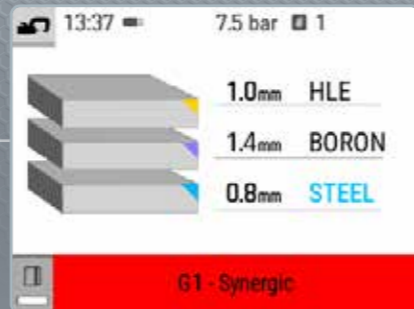 13:37 7.5 bar 1
1.0mm HLE
1.4mm BORON
0.8mm STEEL
G1 - Synergic